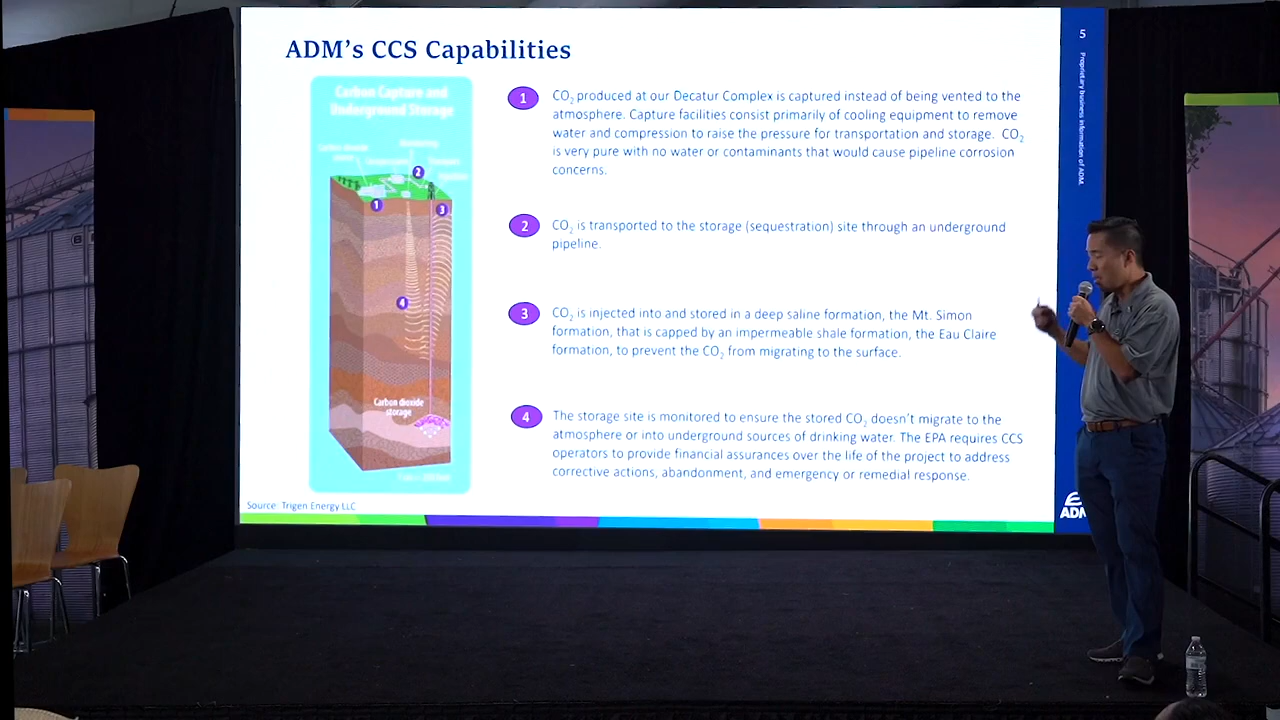 ADM's CCS Capabilities
5
Proprietary business information of ADM.
Carbon Capture and
Underground Storage
2
1
3
4
Carbon dioxide
storage
1
CO₂ produced at our Decatur Complex is captured instead of being vented to the
atmosphere. Capture facilities consist primarily of cooling equipment to remove
water and compression to raise the pressure for transportation and storage. CO₂
is very pure with no water or contaminants that would cause pipeline corrosion
concerns.
2
CO₂ is transported to the storage (sequestration) site through an underground
pipeline.
3
CO₂ is injected into and stored in a deep saline formation, the Mt. Simon
formation, that is capped by an impermeable shale formation, the Eau Claire
formation, to prevent the CO₂ from migrating to the surface.
4
The storage site is monitored to ensure the stored CO₂ doesn't migrate to the
atmosphere or into underground sources of drinking water. The EPA requires CCS
operators to provide financial assurances over the life of the project to address
corrective actions, abandonment, and emergency or remedial response.
Source: Trigen Energy LLC
ADM